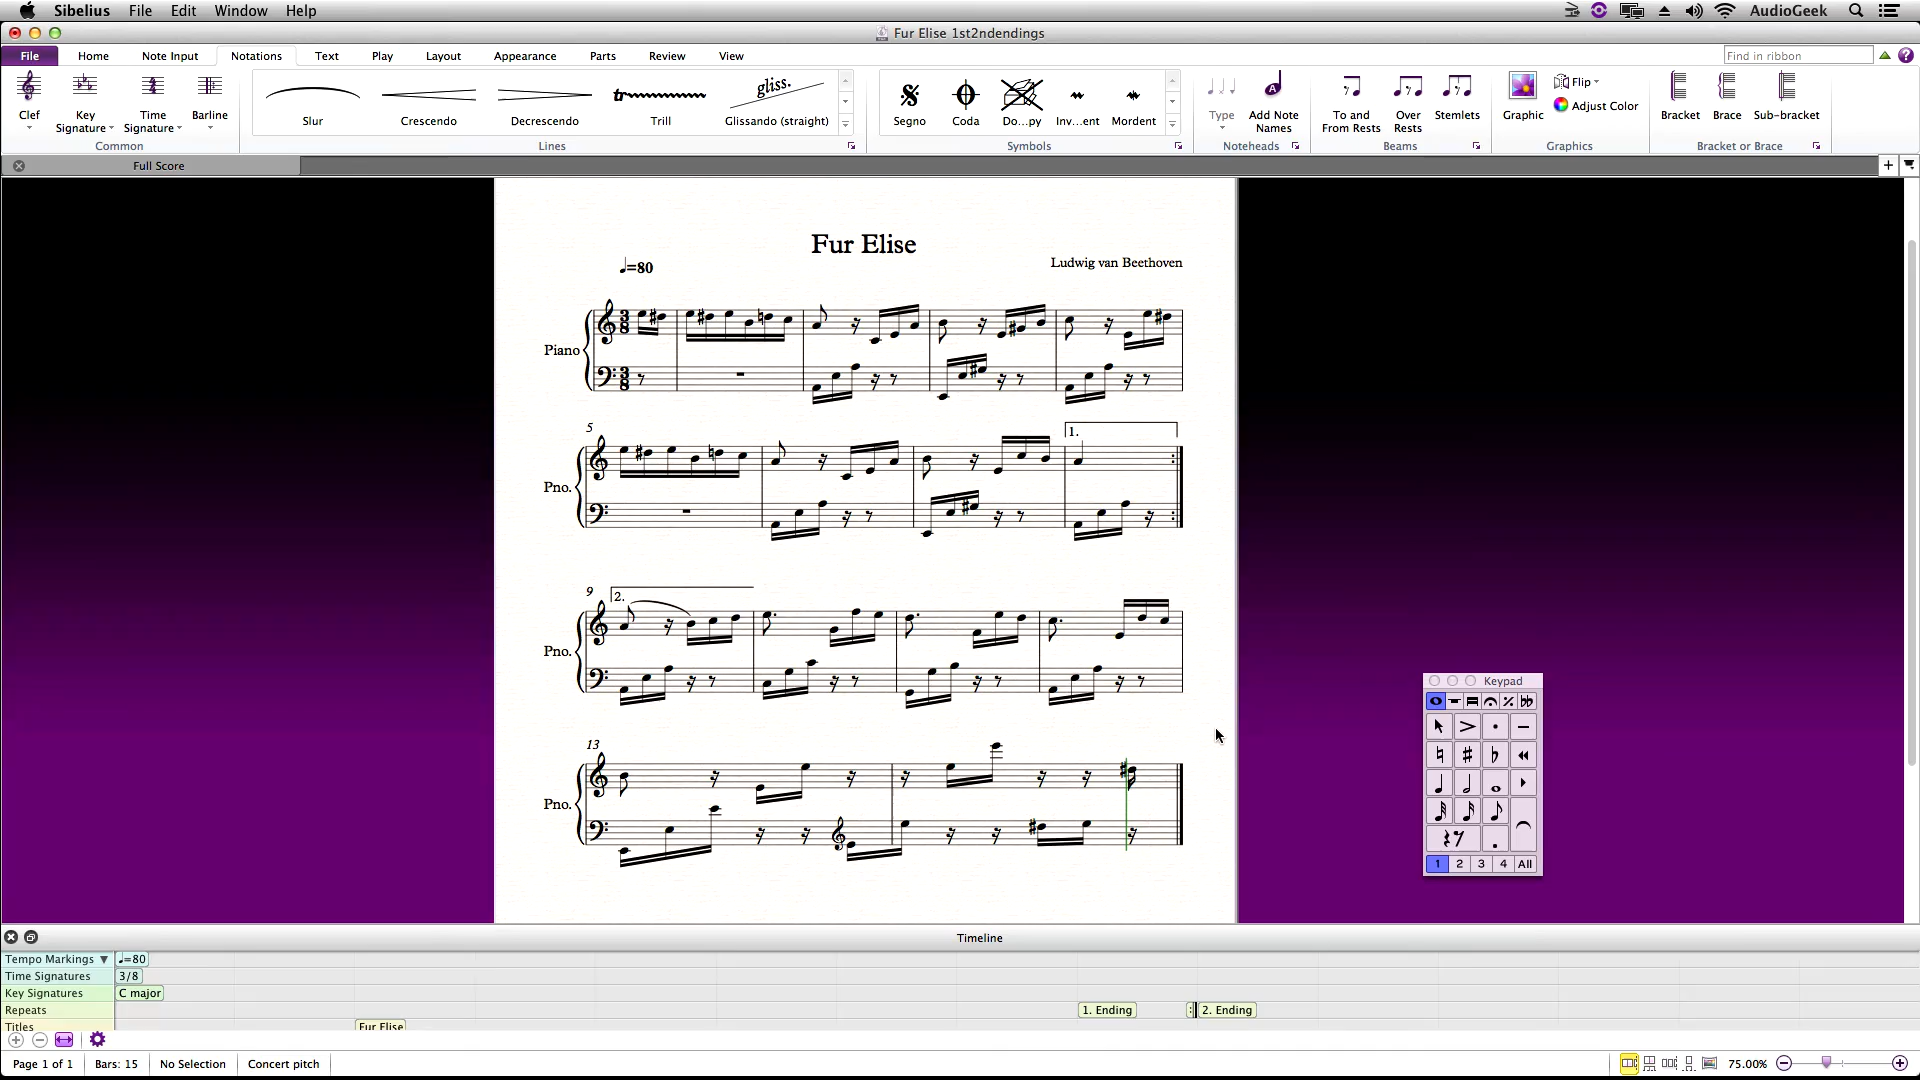 Sibelius File Edit Window Help AudioGeek
Fur Elise 1st2ndendings
File Home Note Input Notations Text Play Layout Appearance Parts Review View Find in ribbon
gliss.
tr
Clef Key Signature Time Signature Barline
Slur Crescendo Decrescendo Trill Glissando (straight)
Segno Coda Do...py Inv...ent Mordent
Type Add Note Names
To and From Rests Over Rests Stemlets
Graphic Flip Adjust Color
Bracket Brace Sub-bracket
Common Lines Symbols Noteheads Beams Graphics Bracket or Brace
Full Score
Fur Elise
♩=80
Ludwig van Beethoven
Piano
3 8
3 8
5
1.
Pno.
9
2.
Pno.
13
Pno.
Keypad
1 2 3 4 All
Timeline
Tempo Markings ♩=80
Time Signatures 3/8
Key Signatures C major
Repeats 1. Ending 2. Ending
Titles Fur Elise
Page 1 of 1 Bars: 15 No Selection Concert pitch 75.00%